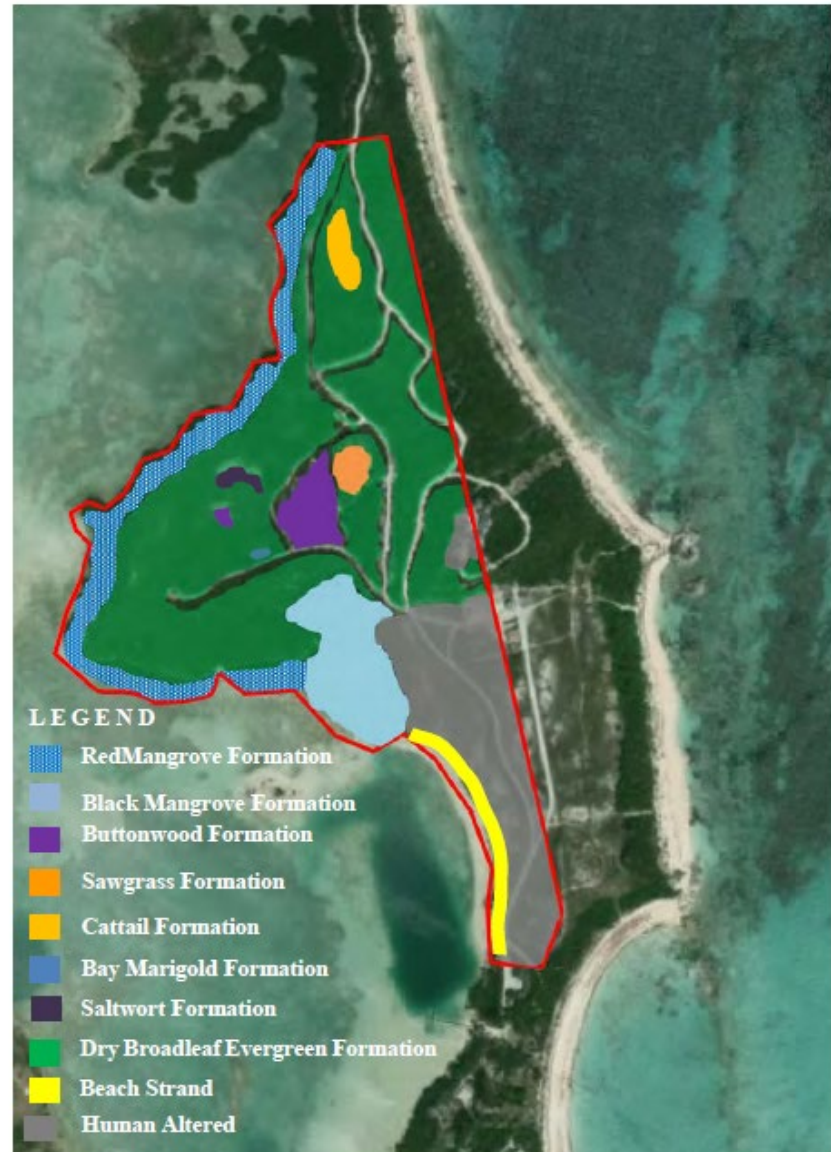 LEGEND
RedMangrove Formation
Black Mangrove Formation
Buttonwood Formation
Sawgrass Formation
Cattail Formation
Bay Marigold Formation
Saltwort Formation
Dry Broadleaf Evergreen Formation
Beach Strand
Human Altered